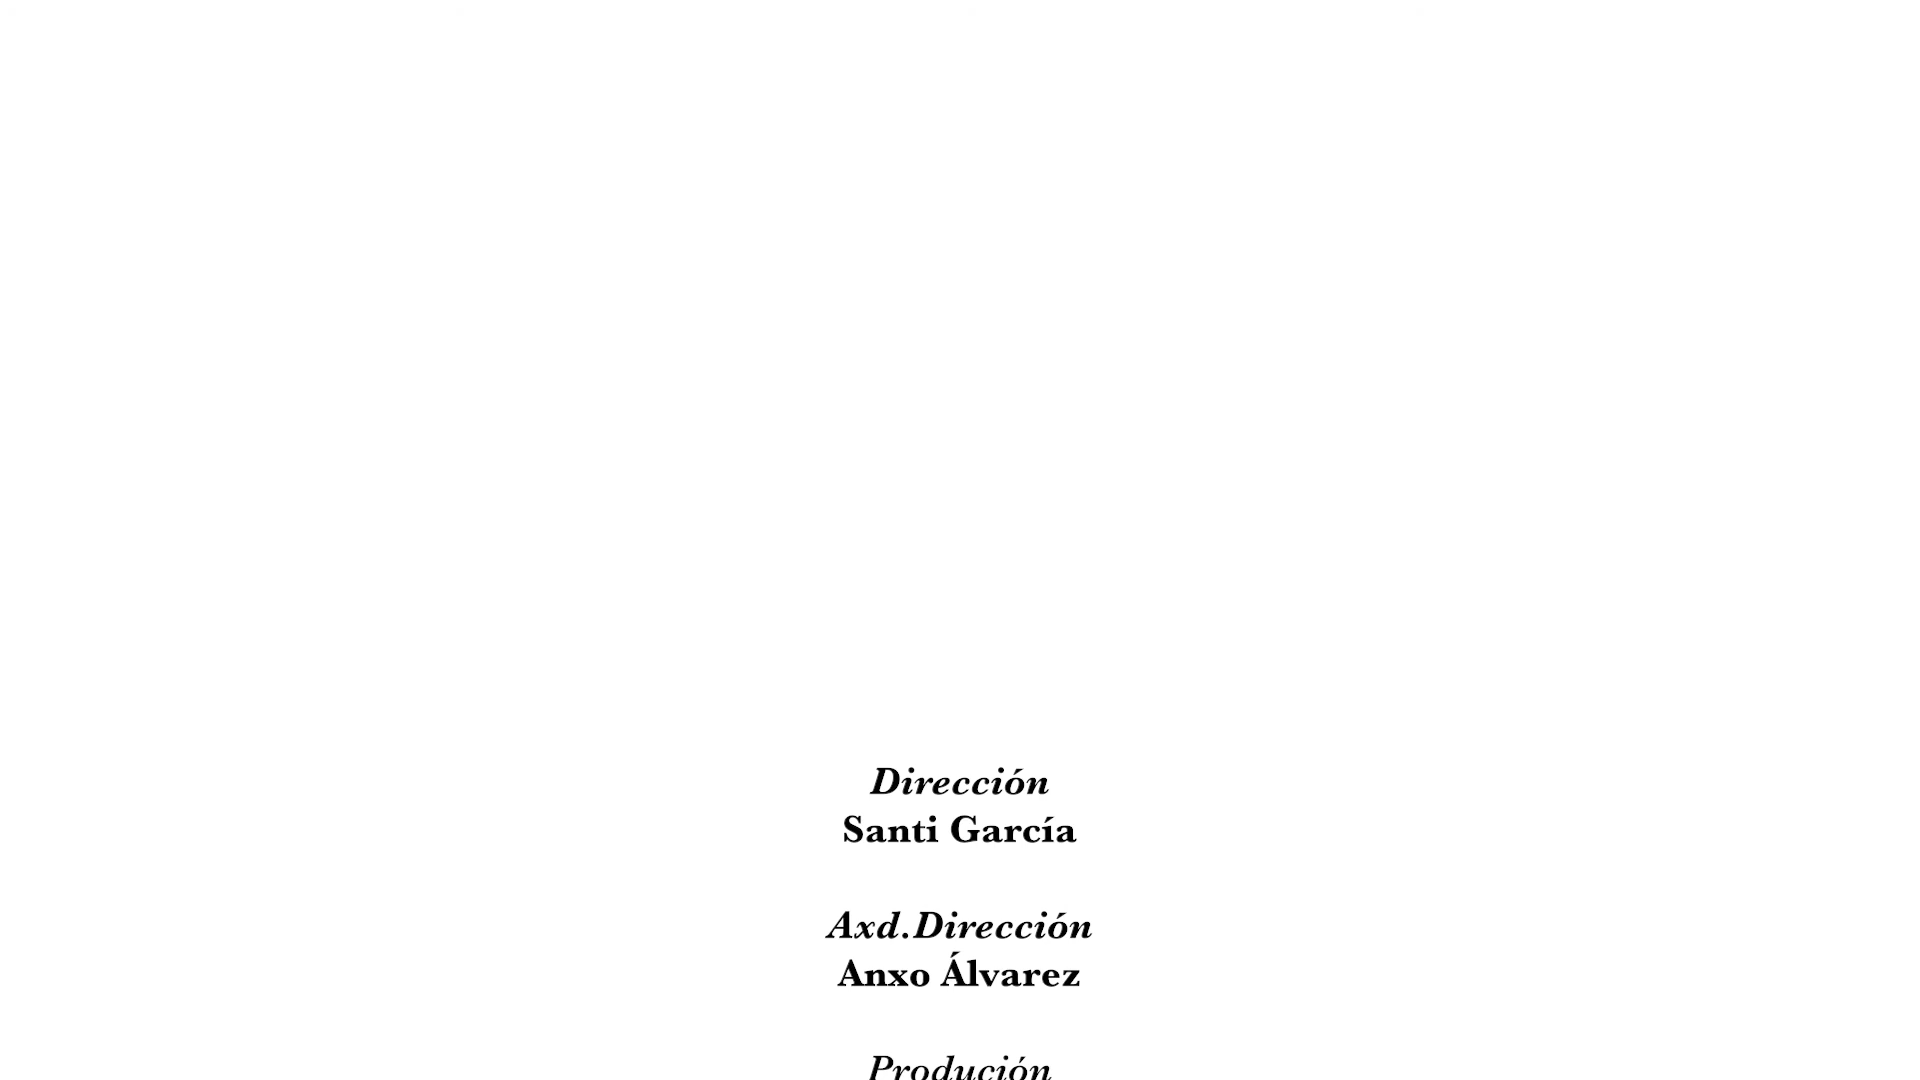 Dirección
Santi García
Axd.Dirección
Anxo Álvarez
Produción